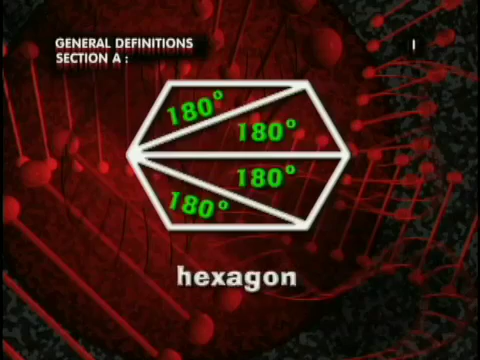 GENERAL DEFINITIONS
SECTION A :
180°
180°
180°
180°
hexagon